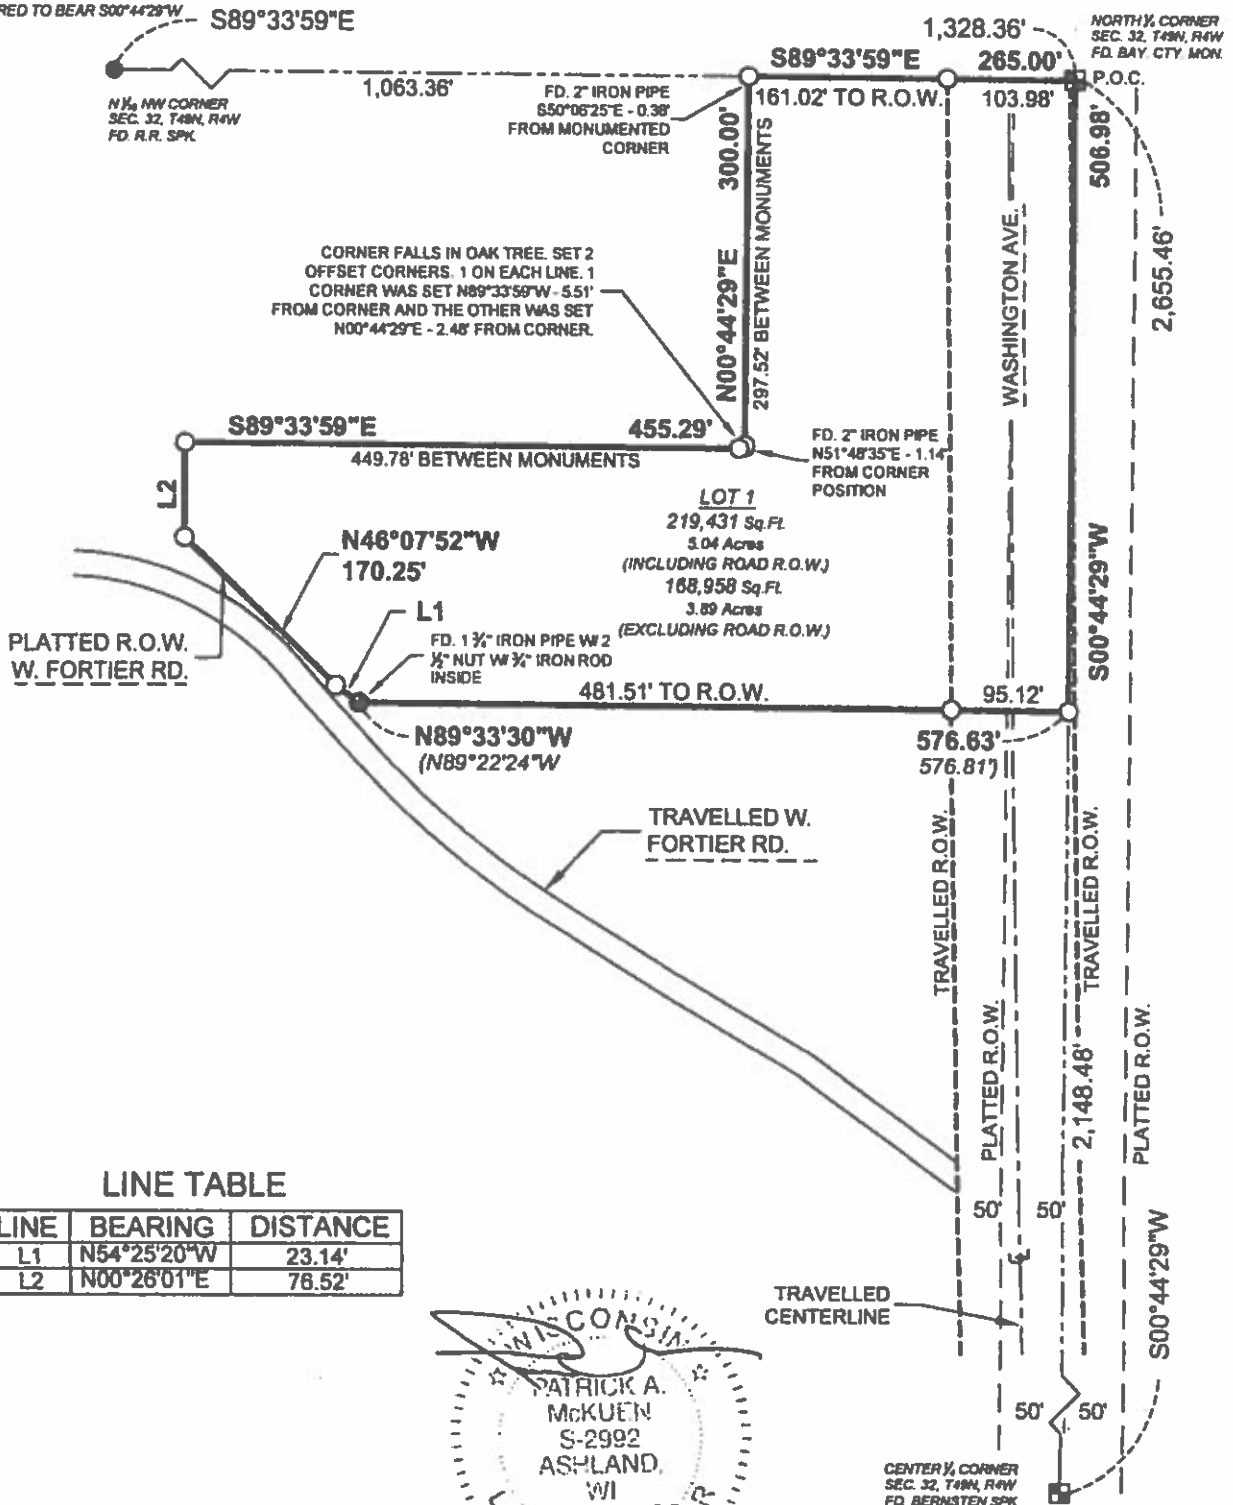 RED TO BEAR S00°44'29"W
S89°33'59"E
1,063.36'
N 1/16 NW CORNER
SEC. 32, T49N, R4W
FD. R.R. SPK.
1,328.36'
NORTH 1/4 CORNER
SEC. 32, T49N, R4W
FD. BAY. CTY. MON.
P.O.C.
S89°33'59"E
265.00'
161.02' TO R.O.W.
103.98'
FD. 2" IRON PIPE
S50°06'25"E - 0.38'
FROM MONUMENTED
CORNER
N00°44'29"E 300.00'
297.52' BETWEEN MONUMENTS
WASHINGTON AVE.
506.98'
2,655.46'
CORNER FALLS IN OAK TREE. SET 2
OFFSET CORNERS. 1 ON EACH LINE. 1
CORNER WAS SET N89°33'59"W - 5.51'
FROM CORNER AND THE OTHER WAS SET
N00°44'29"E - 2.48' FROM CORNER.
S89°33'59"E
455.29'
449.78' BETWEEN MONUMENTS
FD. 2" IRON PIPE
N51°48'35"E - 1.14'
FROM CORNER
POSITION
L2
LOT 1
219,431 Sq.Ft.
5.04 Acres
(INCLUDING ROAD R.O.W.)
168,958 Sq.Ft.
3.89 Acres
(EXCLUDING ROAD R.O.W.)
N46°07'52"W
170.25'
L1
FD. 1 3/4" IRON PIPE W/ 2
1/2" NUT W/ 3/4" IRON ROD
INSIDE
PLATTED R.O.W.
W. FORTIER RD.
S00°44'29"W
481.51' TO R.O.W.
95.12'
N89°33'30"W
(N89°22'24"W
576.63'
576.81')
TRAVELLED W.
FORTIER RD.
TRAVELLED R.O.W.
PLATTED R.O.W.
TRAVELLED R.O.W.
2,148.48'
PLATTED R.O.W.
50'
50'
S00°44'29"W
LINE TABLE
LINE BEARING DISTANCE
L1 N54°25'20"W 23.14'
L2 N00°26'01"E 76.52'
TRAVELLED
CENTERLINE
WISCONSIN
PATRICK A.
McKUEN
S-2992
ASHLAND,
WI
50'
50'
CENTER 1/4 CORNER
SEC. 32, T49N, R4W
FD. BERNSTEN SPK